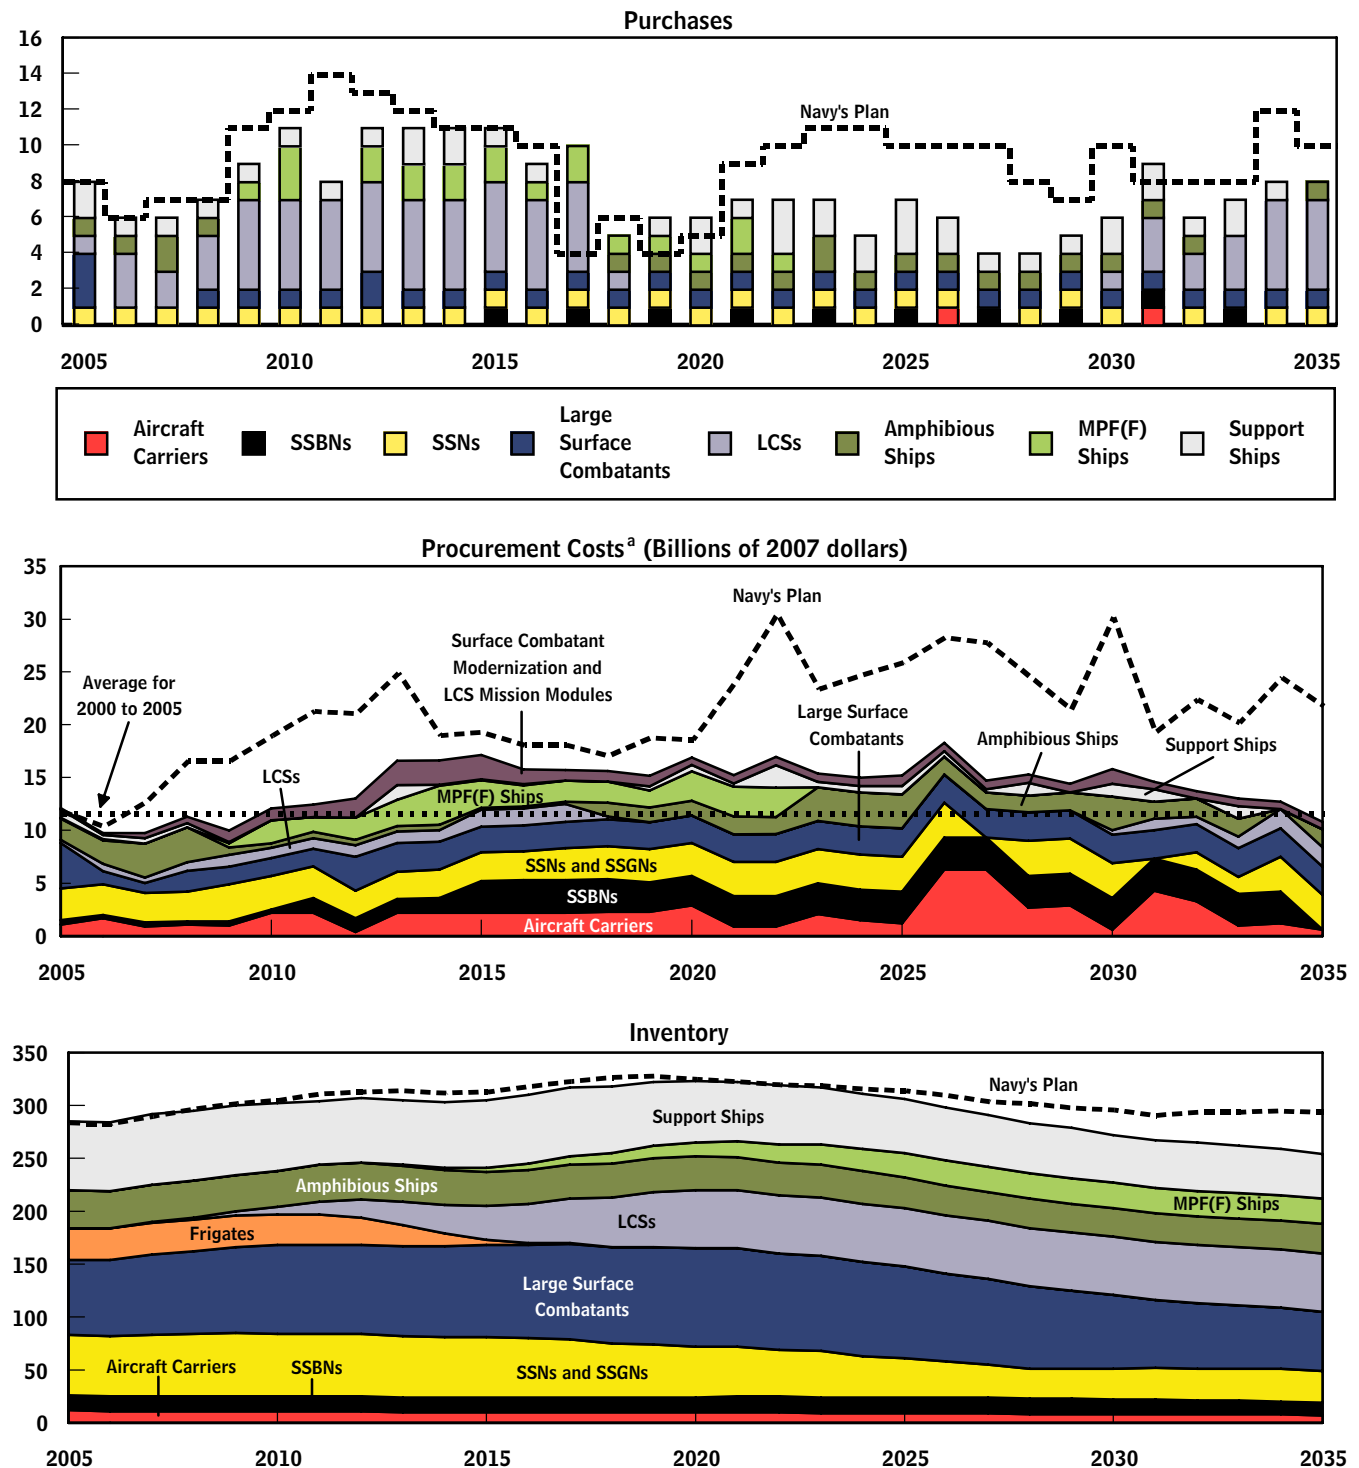 Purchases
16
14
12
10
8
6
4
2
0
Navy's Plan
2005 2010 2015 2020 2025 2030 2035
Aircraft Carriers
SSBNs
SSNs
Large Surface Combatants
LCSs
Amphibious Ships
MPF(F) Ships
Support Ships
Procurement Costs a (Billions of 2007 dollars)
35
30
25
20
15
10
5
0
Navy's Plan
Surface Combatant
Modernization and
LCS Mission Modules
Average for
2000 to 2005
Large Surface
Combatants
Amphibious Ships
Support Ships
LCSs
MPF(F) Ships
SSNs and SSGNs
SSBNs
Aircraft Carriers
2005 2010 2015 2020 2025 2030 2035
Inventory
350
300
250
200
150
100
50
0
Navy's Plan
Support Ships
Amphibious Ships
MPF(F) Ships
LCSs
Frigates
Large Surface
Combatants
Aircraft Carriers
SSBNs
SSNs and SSGNs
2005 2010 2015 2020 2025 2030 2035